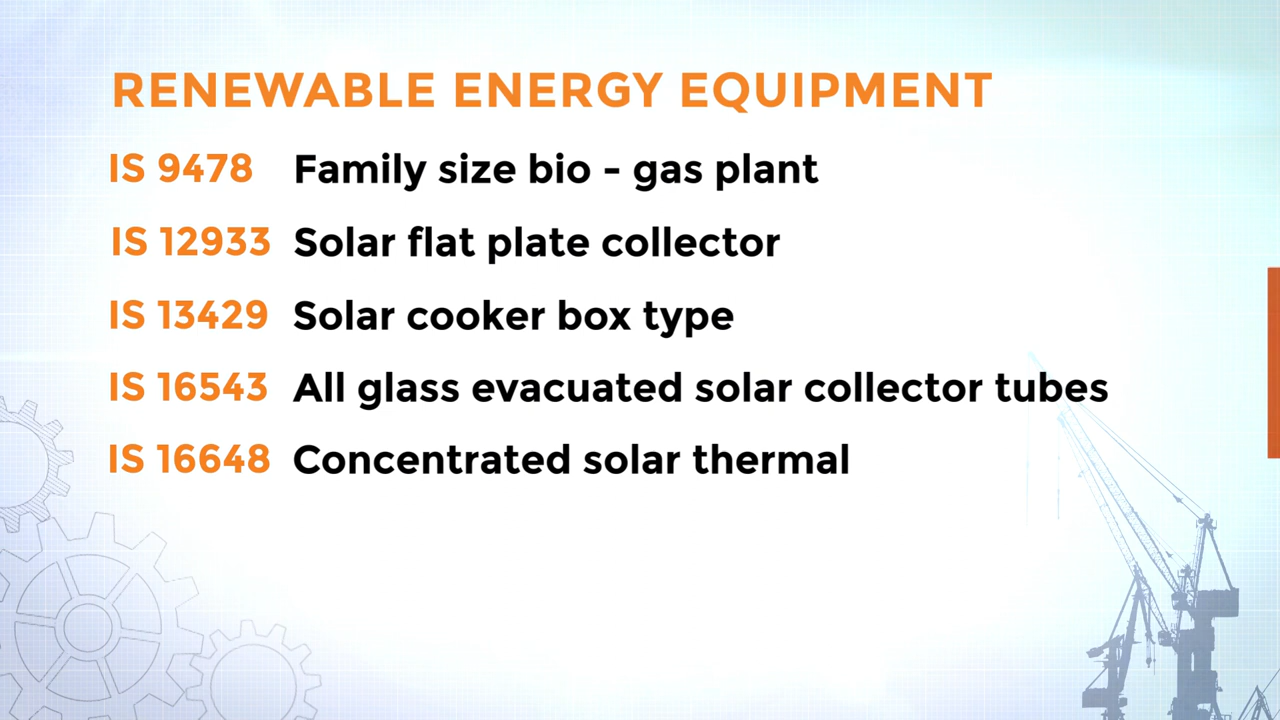 RENEWABLE ENERGY EQUIPMENT
IS 9478 Family size bio - gas plant
IS 12933 Solar flat plate collector
IS 13429 Solar cooker box type
IS 16543 All glass evacuated solar collector tubes
IS 16648 Concentrated solar thermal